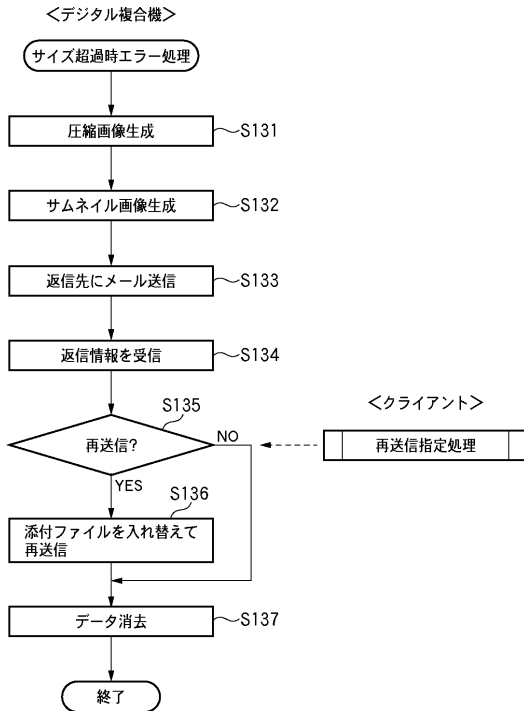 <デジタル複合機>
サイズ超過時エラー処理
圧縮画像生成
S131
サムネイル画像生成
S132
返信先にメール送信
S133
返信情報を受信
S134
S135
<クライアント>
再送信?
NO
再送信指定処理
YES
S136
添付ファイルを入れ替えて
再送信
データ消去
S137
終了